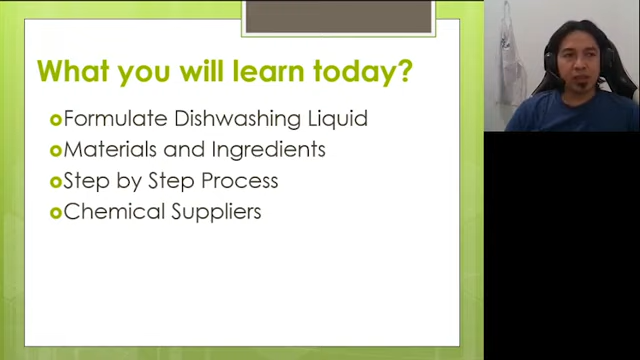 What you will learn today?
Formulate Dishwashing Liquid
Materials and Ingredients
Step by Step Process
Chemical Suppliers